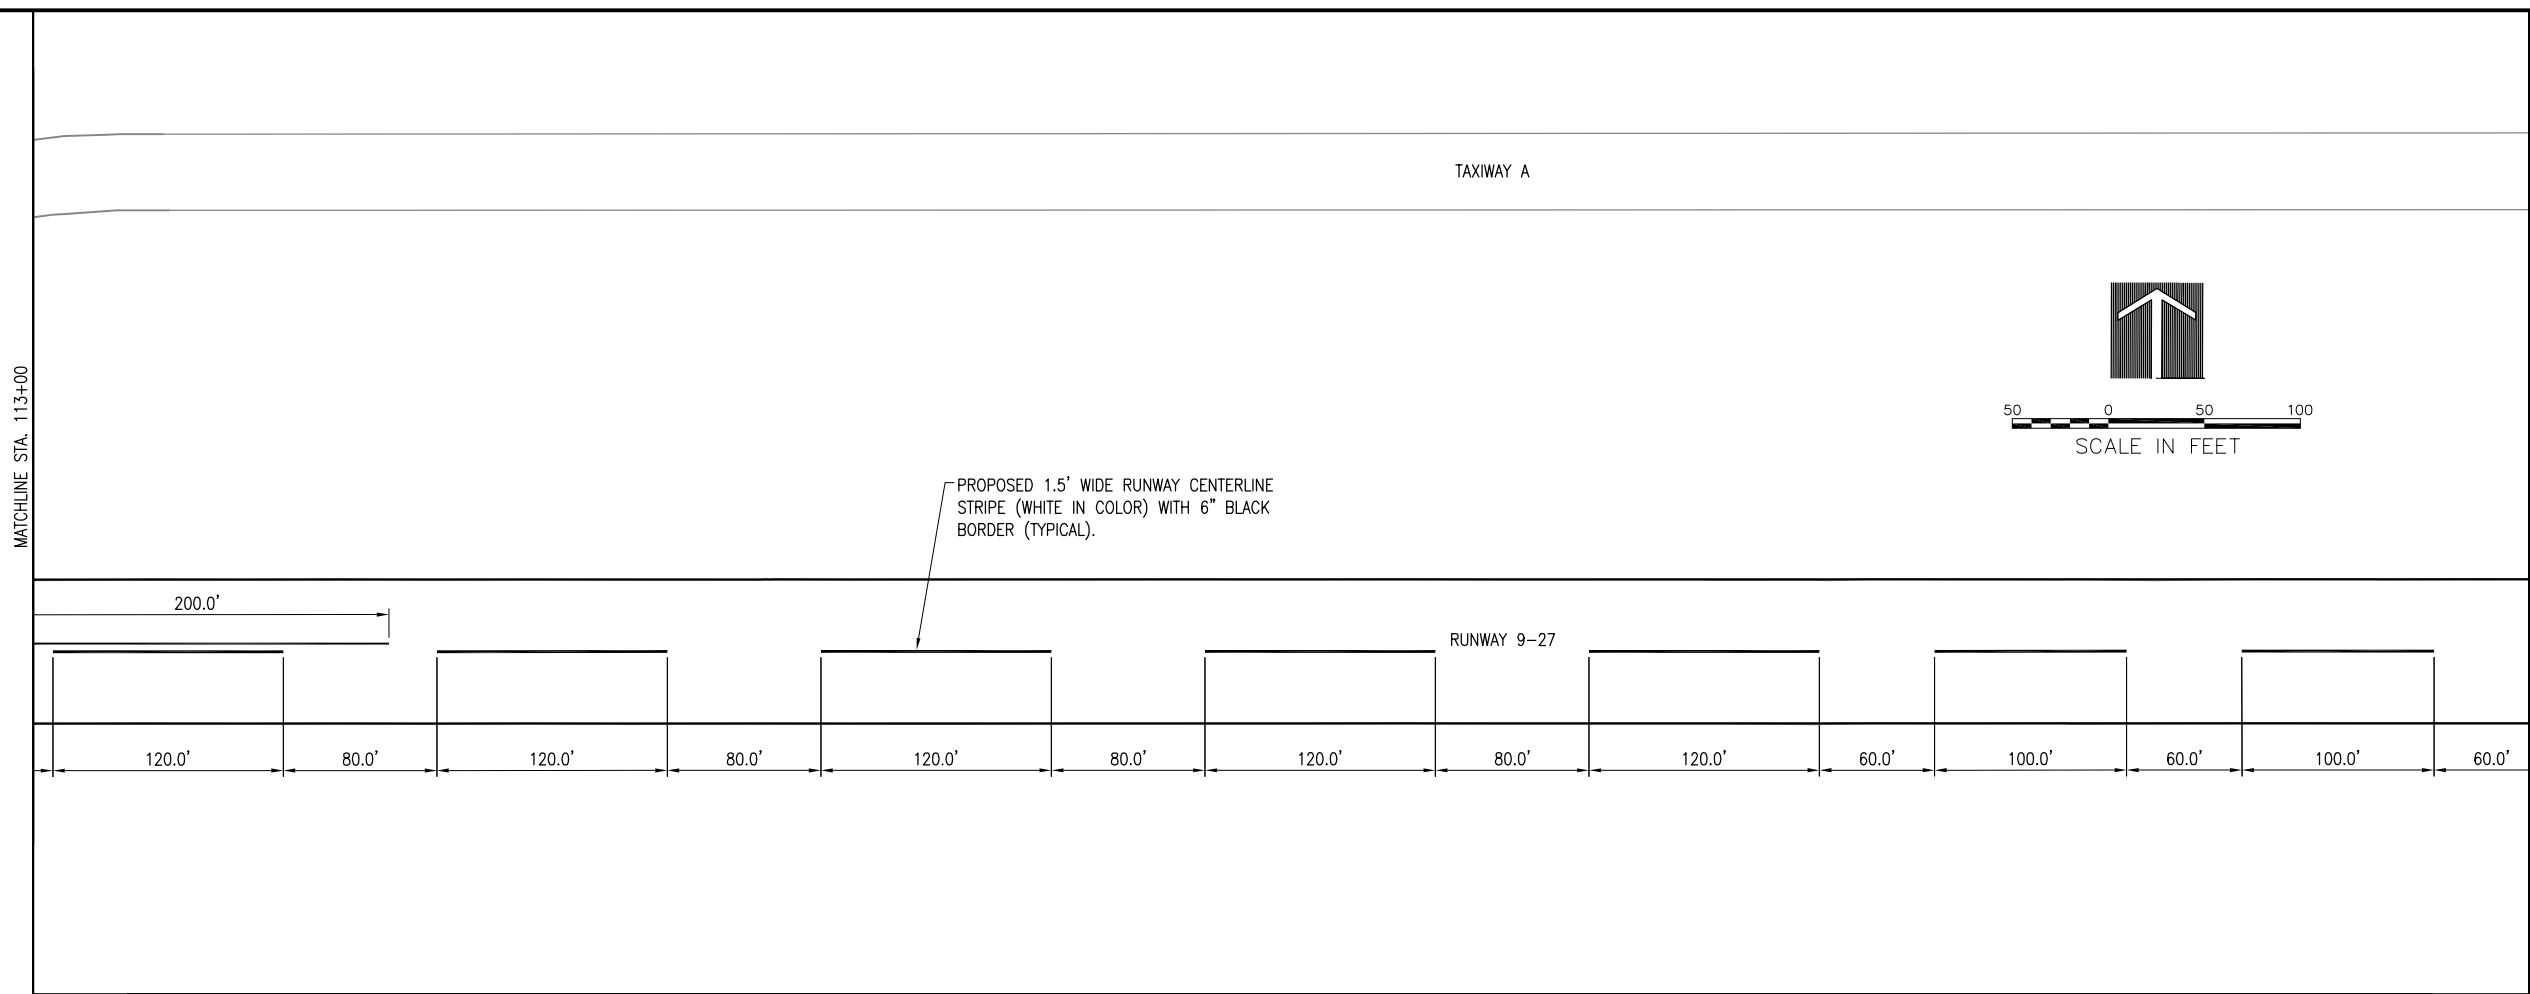 TAXIWAY A
MATCHLINE STA. 113+00
50 0 50 100
SCALE IN FEET
PROPOSED 1.5' WIDE RUNWAY CENTERLINE
STRIPE (WHITE IN COLOR) WITH 6" BLACK
BORDER (TYPICAL).
200.0'
RUNWAY 9-27
120.0' 80.0' 120.0' 80.0' 120.0' 80.0' 120.0' 80.0' 120.0' 60.0' 100.0' 60.0' 100.0' 60.0'